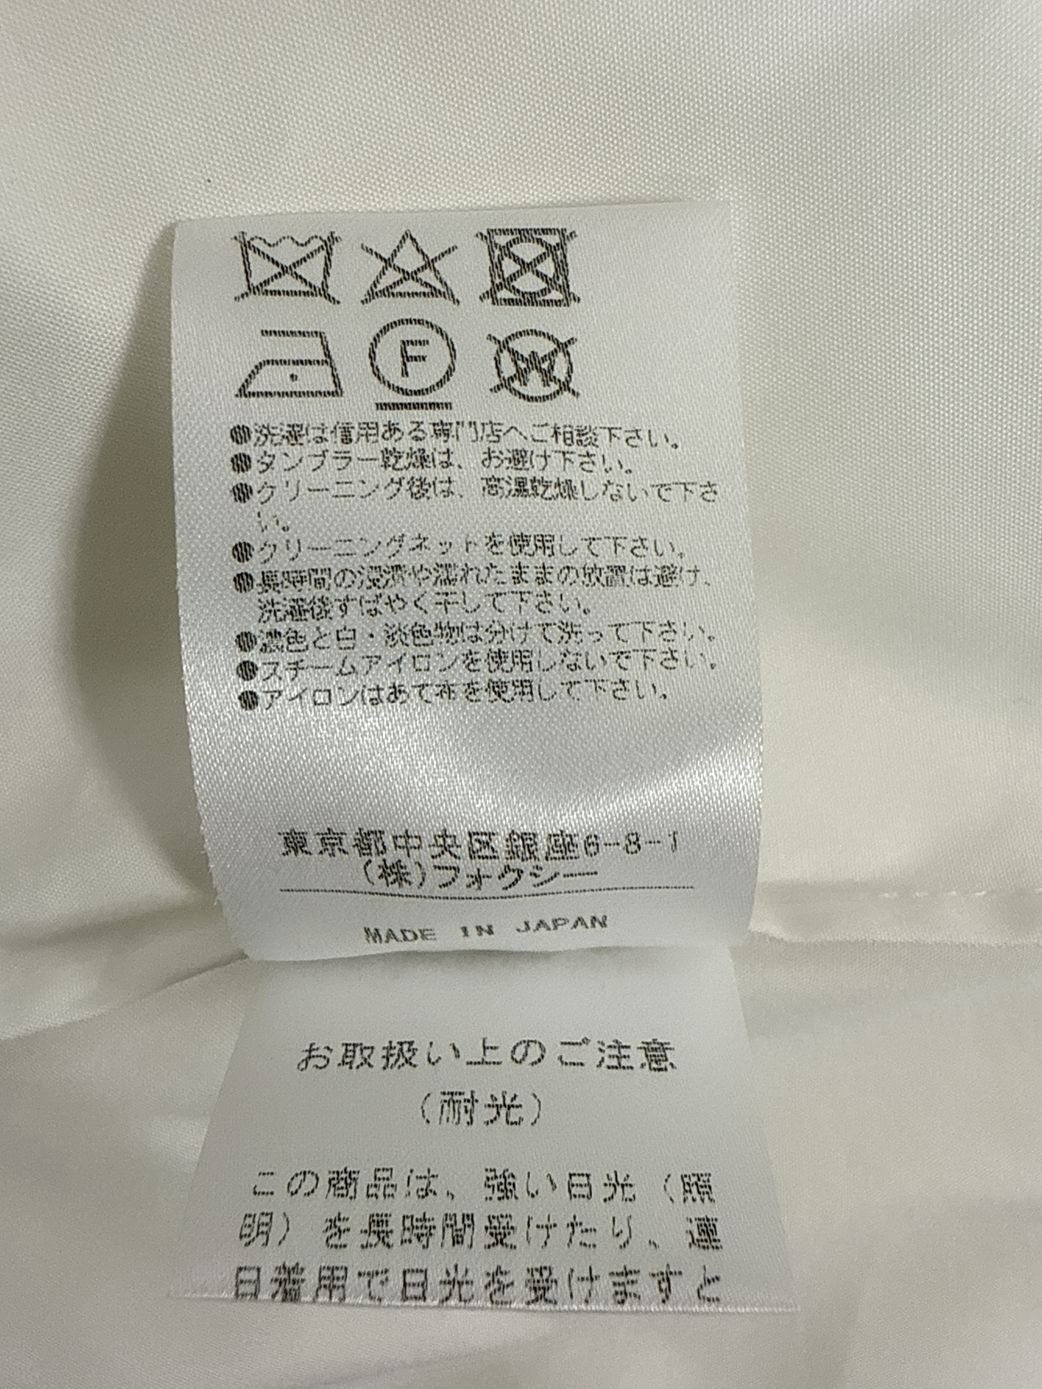 F
W
●洗濯は信用ある専門店へご相談下さい。
●タンブラー乾燥は、お避け下さい。
●クリーニング後は、高温乾燥しないで下さ
い。
●クリーニングネットを使用して下さい。
●長時間の浸漬や濡れたままの放置は避け、
洗濯後すばやく干して下さい。
●濃色と白・淡色物は分けて洗って下さい。
●スチームアイロンを使用しないで下さい。
●アイロンはあて布を使用して下さい。
東京都中央区銀座6-8-1
(株)フォクシー
MADE IN JAPAN
お取扱い上のご注意
（耐光）
この商品は、強い日光（照
明）を長時間受けたり、連
日着用で日光を受けますと